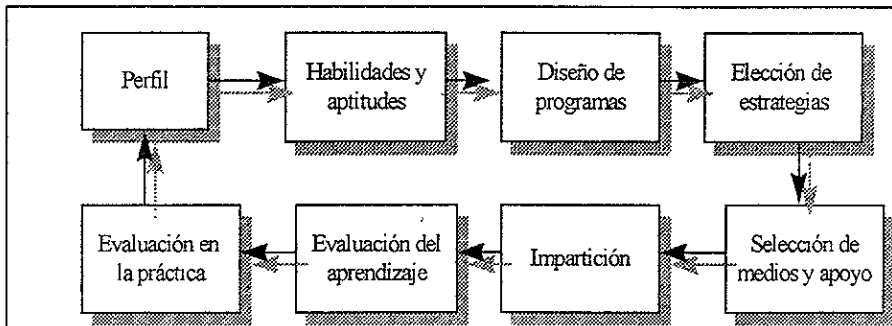 Perfil
Habilidades y
aptitudes
Diseño de
programas
Elección de
estrategias
Selección de
medios y apoyo
Impartición
Evaluación del
aprendizaje
Evaluación en
la práctica